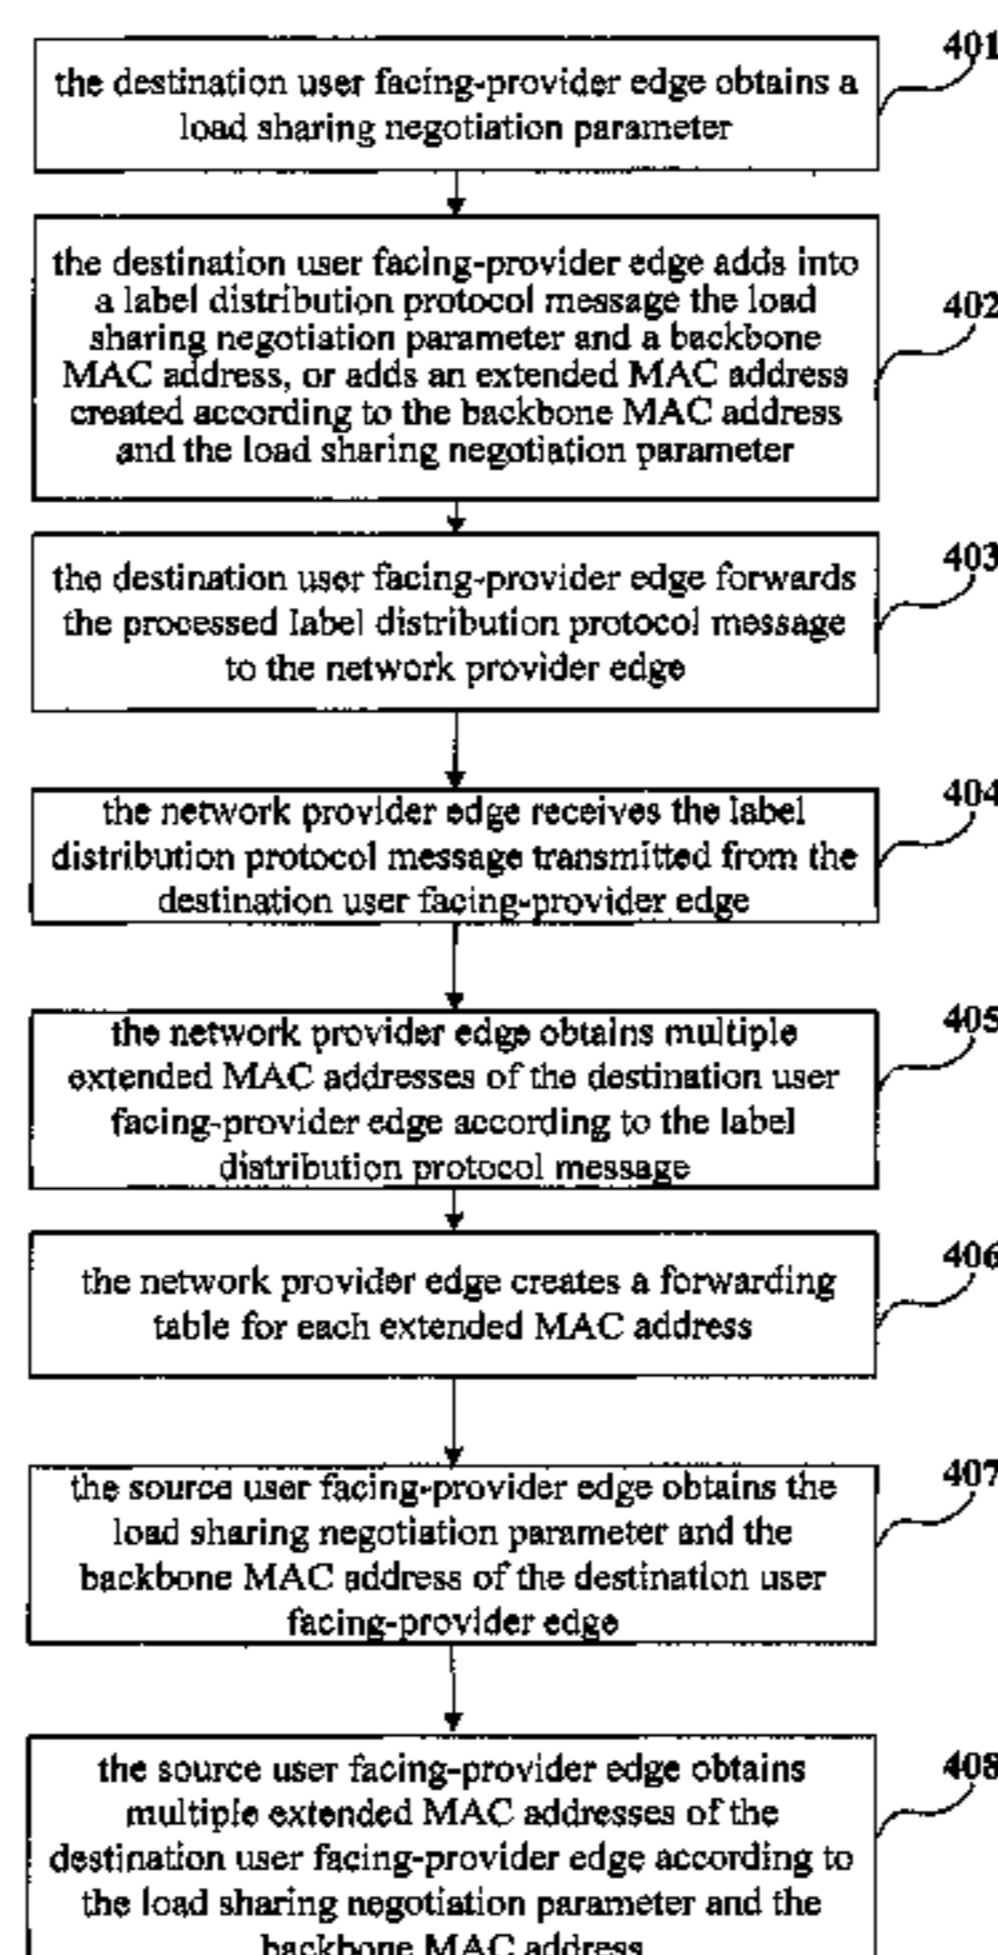 401
the destination user facing-provider edge obtains a
load sharing negotiation parameter
the destination user facing-provider edge adds into
a label distribution protocol message the load
sharing negotiation parameter and a backbone
MAC address, or adds an extended MAC address
created according to the backbone MAC address
and the load sharing negotiation parameter
402
the destination user facing-provider edge forwards
the processed label distribution protocol message
to the network provider edge
403
the network provider edge receives the label
distribution protocol message transmitted from the
destination user facing-provider edge
404
the network provider edge obtains multiple
extended MAC addresses of the destination user
facing-provider edge according to the label
distribution protocol message
405
the network provider edge creates a forwarding
table for each extended MAC address
406
the source user facing-provider edge obtains the
load sharing negotiation parameter and the
backbone MAC address of the destination user
facing-provider edge
407
the source user facing-provider edge obtains
multiple extended MAC addresses of the
destination user facing-provider edge according to
the load sharing negotiation parameter and the
backbone MAC address
408